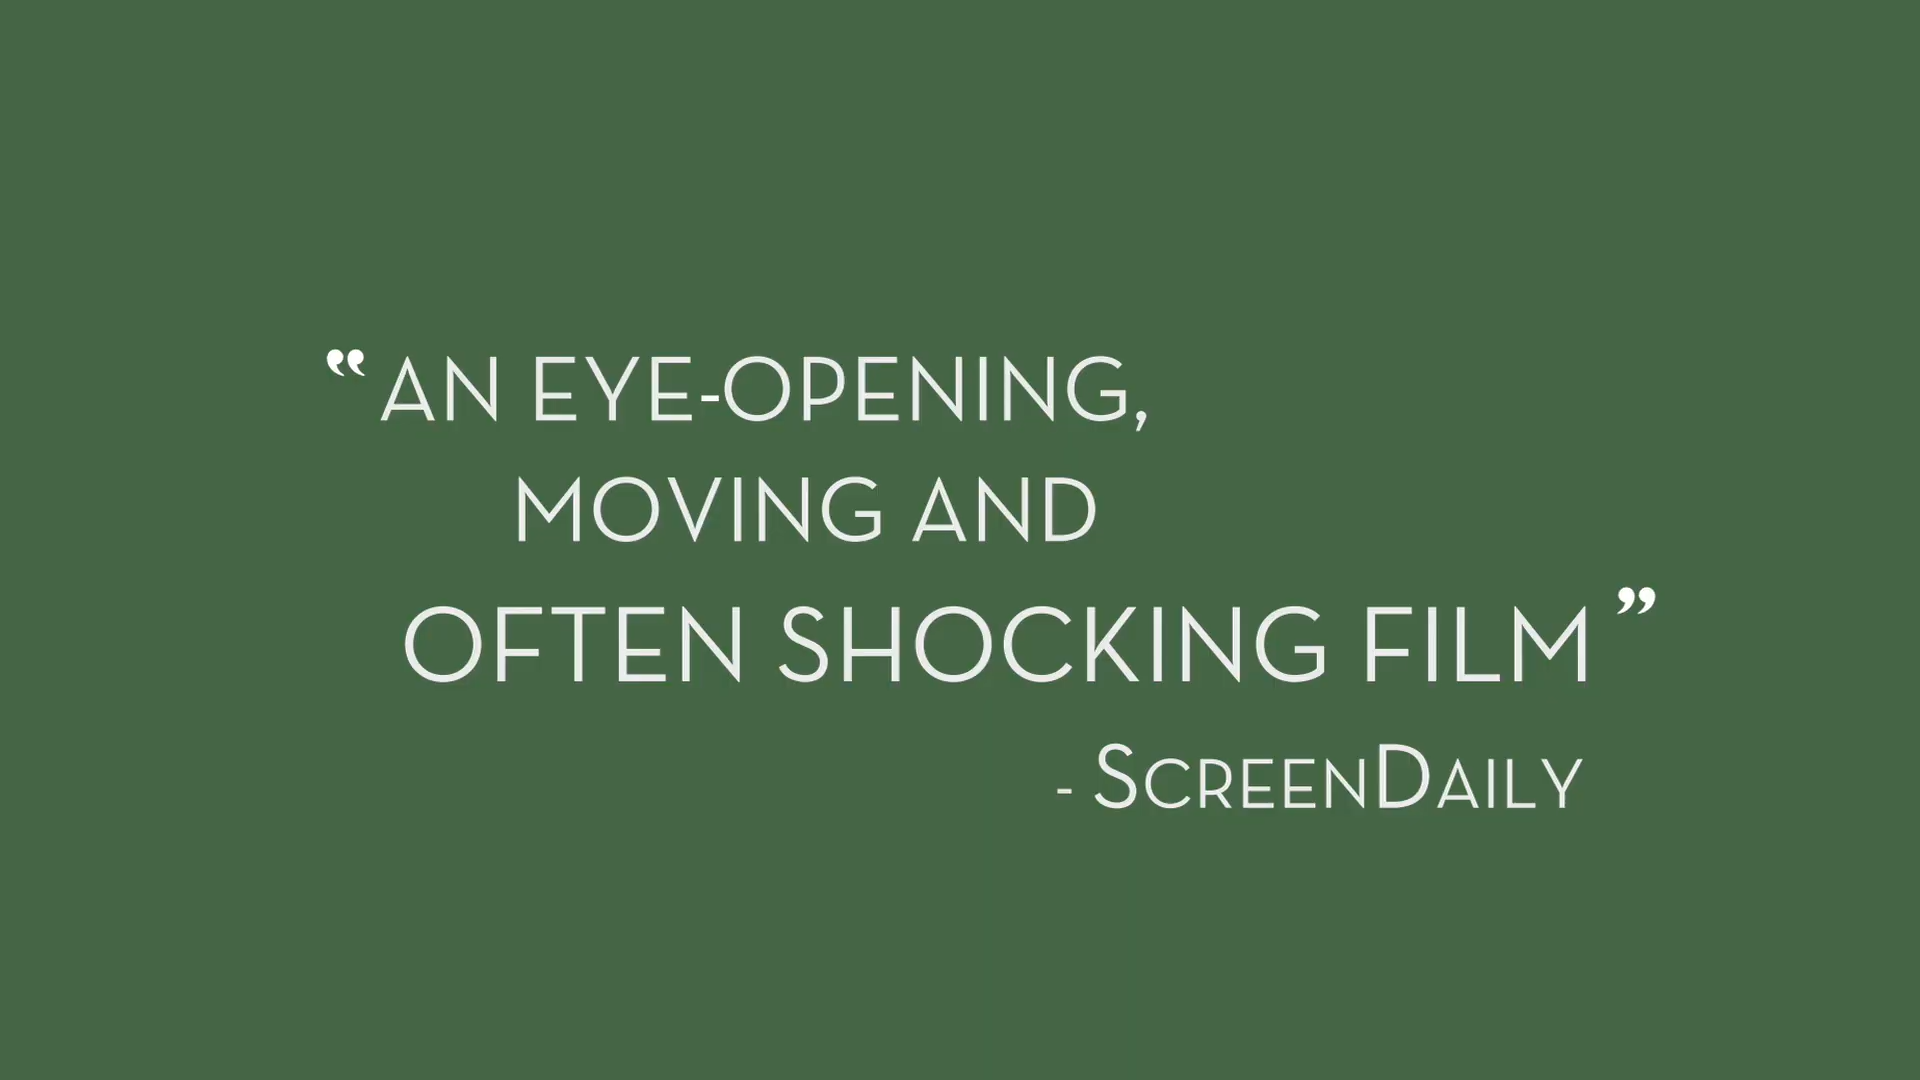 “AN EYE-OPENING,
MOVING AND
OFTEN SHOCKING FILM”
- SCREENDAILY